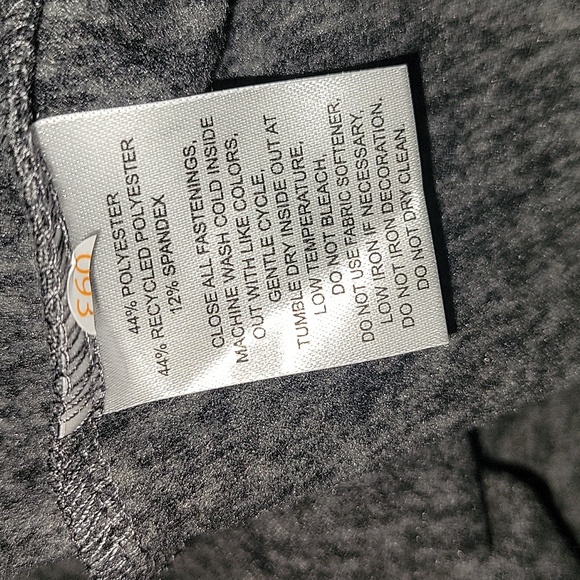 44% POLYESTER
44% RECYCLED POLYESTER
12% SPANDEX
CLOSE ALL FASTENINGS,
MACHINE WASH COLD INSIDE
OUT WITH LIKE COLORS,
GENTLE CYCLE.
TUMBLE DRY INSIDE OUT AT
LOW TEMPERATURE,
DO NOT BLEACH,
DO NOT USE FABRIC SOFTENER,
LOW IRON IF NECESSARY,
DO NOT IRON DECORATION.
DO NOT DRY CLEAN.
093